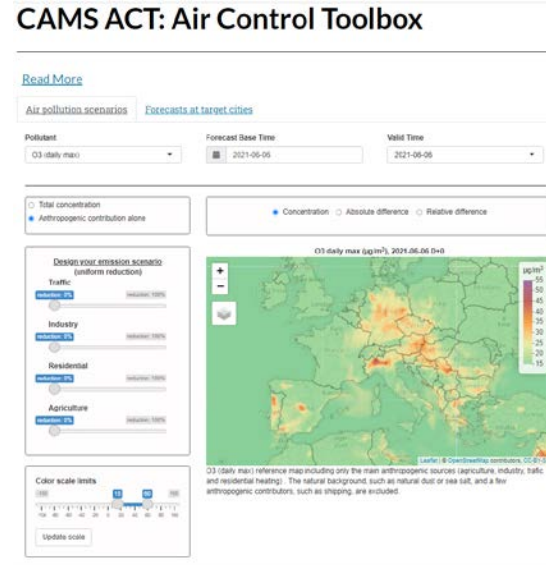 CAMS ACT: Air Control Toolbox
Read More
Air pollution scenarios
Forecasts at target cities
Pollutant
Forecast Base Time
Valid Time
O3 (daily max)
2021-06-06
2021-06-06
Total concentration
Anthropogenic contribution alone
Concentration
Absolute difference
Relative difference
Design your emission scenario
(uniform reduction)
Traffic
reduction: 0%
reduction: 100%
Industry
reduction: 0%
reduction: 100%
Residential
reduction: 0%
reduction: 100%
Agriculture
reduction: 0%
reduction: 100%
O3 daily max (µg/m³), 2021-06-06 D+0
+
−
µg/m³
55
50
45
40
35
30
25
20
15
Leaflet | © OpenStreetMap contributors, CC-BY-S
O3 (daily max) reference map including only the main anthropogenic sources (agriculture, industry, trafic
and residential heating) . The natural background, such as natural dust or sea salt, and a few
anthropogenic contributors, such as shipping, are excluded.
Color scale limits
-100
Update scale